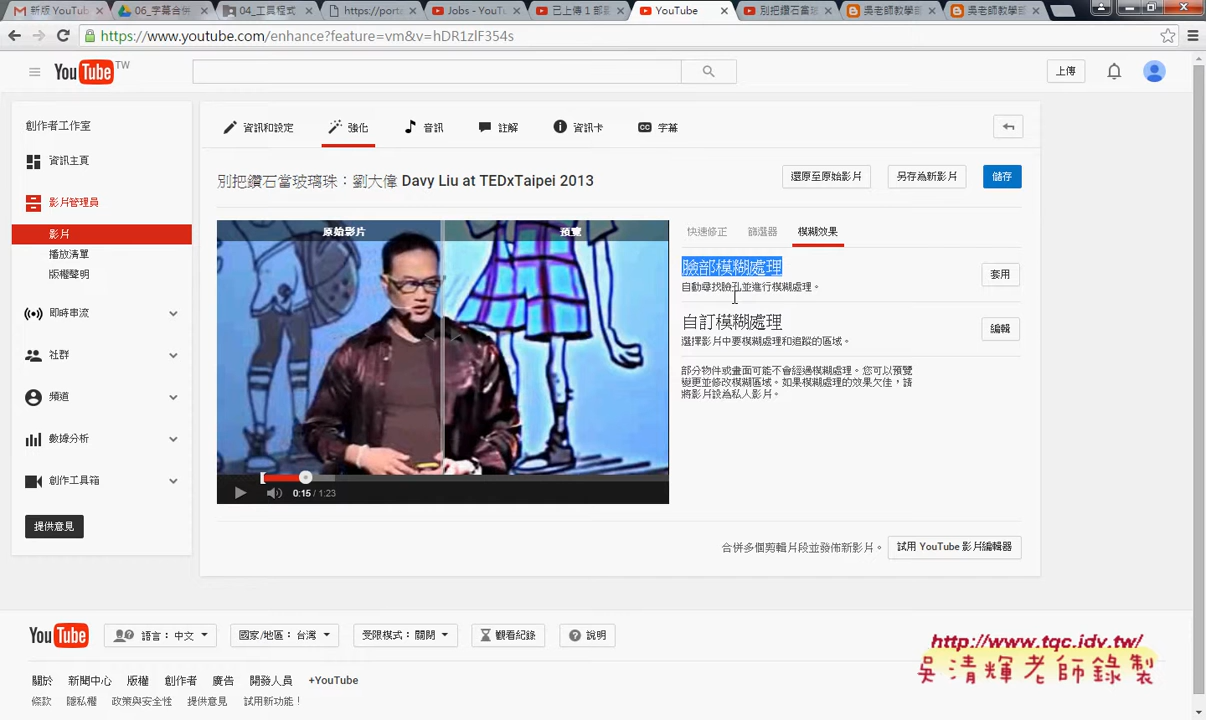 新版 YouTub
06_字幕合併
04_工具程式
https://porta
Jobs - YouTu
已上傳 1 部影
YouTube
別把鑽石當玻璃
吳老師教學部
吳老師教學部
https://www.youtube.com/enhance?feature=vm&v=hDR1zlF354s
YouTube TW
上傳
創作者工作室
資訊主頁
影片管理員
影片
播放清單
版權聲明
即時串流
社群
頻道
數據分析
創作工具箱
提供意見
資訊和設定
強化
音訊
註解
資訊卡
CC 字幕
別把鑽石當玻璃珠：劉大偉 Davy Liu at TEDxTaipei 2013
還原至原始影片
另存為新影片
儲存
原始影片
預覽
0:15 / 1:23
快速修正
篩選器
模糊效果
臉部模糊處理
自動尋找臉孔並進行模糊處理。
套用
自訂模糊處理
選擇影片中要模糊處理和追蹤的區域。
編輯
部分物件或畫面可能不會經過模糊處理。您可以預覽
變更並修改模糊區域。如果模糊處理的效果欠佳，請
將影片設為私人影片。
合併多個剪輯片段並發佈新影片。
試用 YouTube 影片編輯器
YouTube
語言：中文
國家/地區：台灣
受限模式：關閉
觀看紀錄
說明
關於
新聞中心
版權
創作者
廣告
開發人員
+YouTube
條款
隱私權
政策與安全性
提供意見
試用新功能！
http://www.tqc.idv.tw/
吳清輝老師錄製